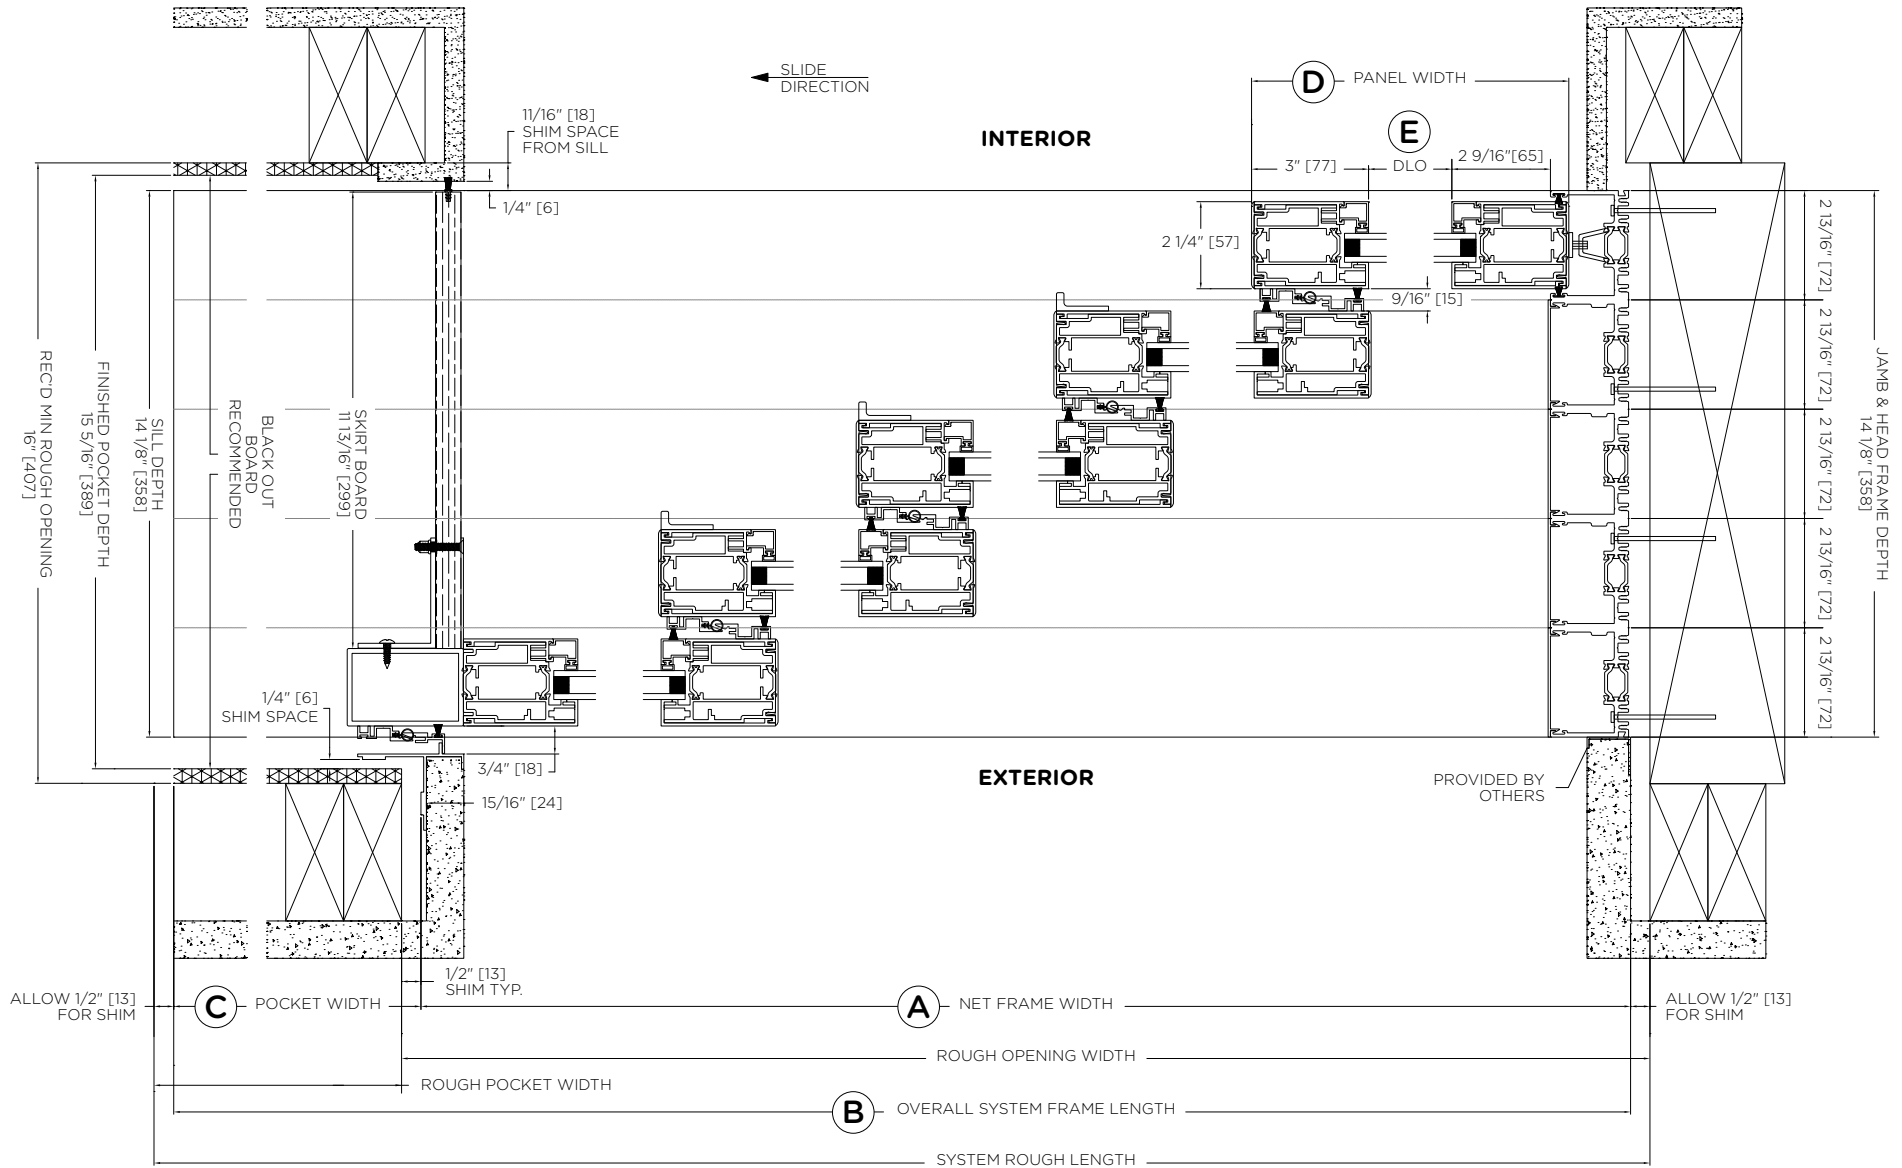 SLIDE
DIRECTION
D
PANEL WIDTH
11/16" [18]
SHIM SPACE
FROM SILL
INTERIOR
E
3" [77]
DLO
2 9/16"[65]
1/4" [6]
2 1/4" [57]
9/16" [15]
2 13/16" [72]
2 13/16" [72]
2 13/16" [72]
2 13/16" [72]
2 13/16" [72]
JAMB & HEAD FRAME DEPTH
14 1/8" [358]
REC'D MIN ROUGH OPENING
16" [407]
FINISHED POCKET DEPTH
15 5/16" [389]
SILL DEPTH
14 1/8" [358]
BLACK OUT
BOARD
RECOMMENDED
SKIRT BOARD
11 13/16" [299]
1/4" [6]
SHIM SPACE
3/4" [18]
15/16" [24]
EXTERIOR
PROVIDED BY
OTHERS
1/2" [13]
SHIM TYP.
ALLOW 1/2" [13]
FOR SHIM
C
POCKET WIDTH
A
NET FRAME WIDTH
ALLOW 1/2" [13]
FOR SHIM
ROUGH OPENING WIDTH
ROUGH POCKET WIDTH
B
OVERALL SYSTEM FRAME LENGTH
SYSTEM ROUGH LENGTH